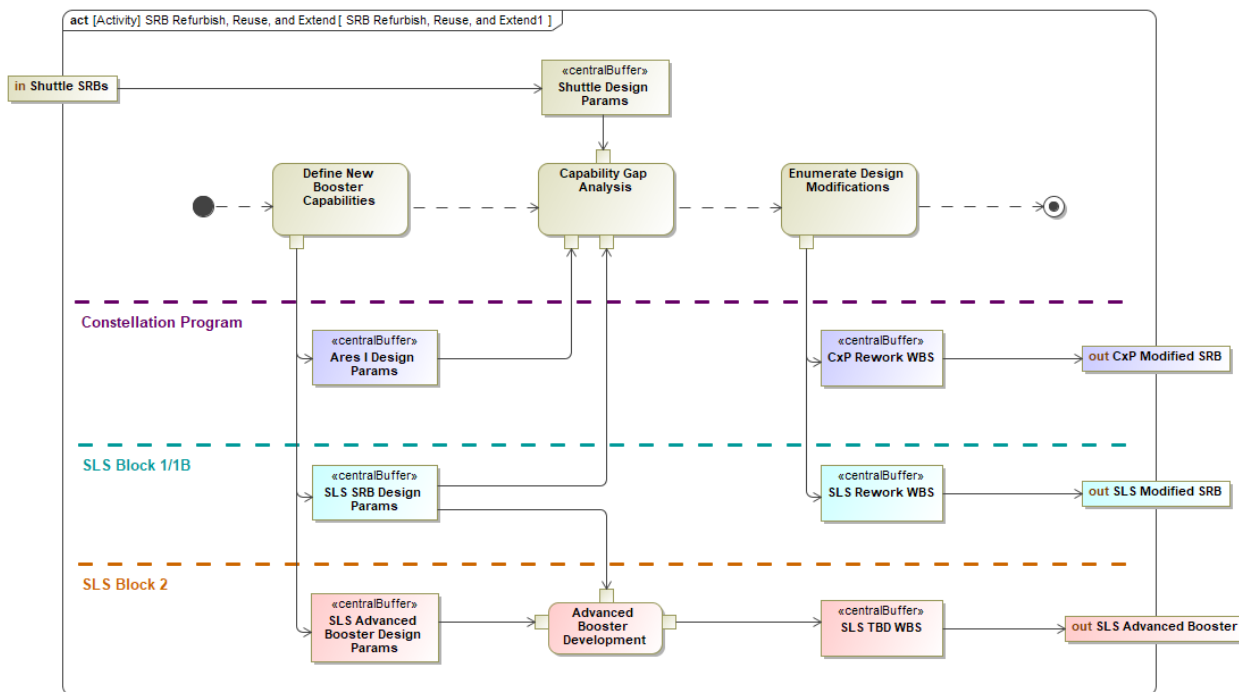 act [Activity] SRB Refurbish, Reuse, and Extend [ SRB Refurbish, Reuse, and Extend1 ]
in Shuttle SRBs
«centralBuffer»
Shuttle Design
Params
Define New
Booster
Capabilities
Capability Gap
Analysis
Enumerate Design
Modifications
Constellation Program
«centralBuffer»
Ares I Design
Params
«centralBuffer»
CxP Rework WBS
out CxP Modified SRB
SLS Block 1/1B
«centralBuffer»
SLS SRB Design
Params
«centralBuffer»
SLS Rework WBS
out SLS Modified SRB
SLS Block 2
«centralBuffer»
SLS Advanced
Booster Design
Params
Advanced
Booster
Development
«centralBuffer»
SLS TBD WBS
out SLS Advanced Booster